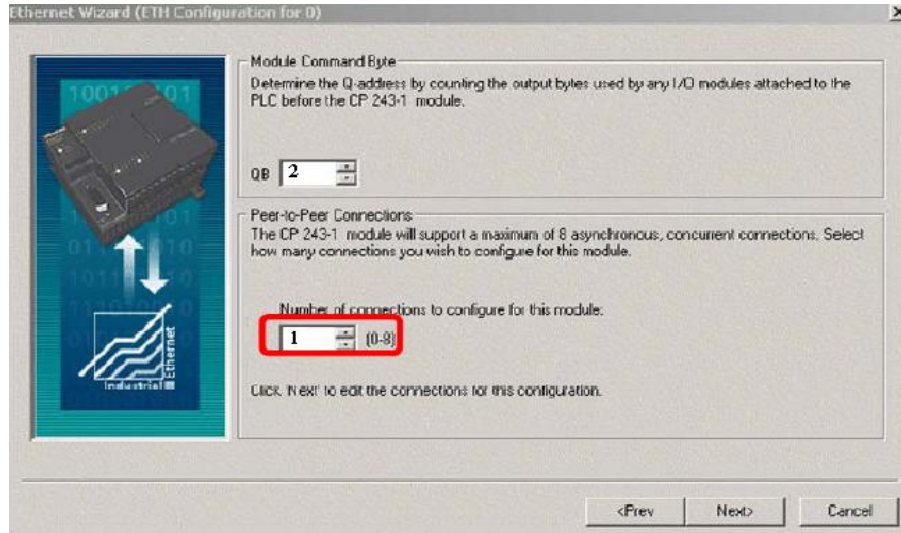 Ethernet Wizard (ETH Configuration for 0)
Module Command Byte
Determine the Q-address by counting the output bytes used by any I/O modules attached to the
PLC before the CP 243-1 module.
QB 2
Peer-to-Peer Connections
The CP 243-1 module will support a maximum of 8 asynchronous, concurrent connections. Select
how many connections you wish to configure for this module.
Number of connections to configure for this module:
1 (0-8)
Click 'Next' to edit the connections for this configuration.
Industrial
Ethernet
<Prev Next> Cancel